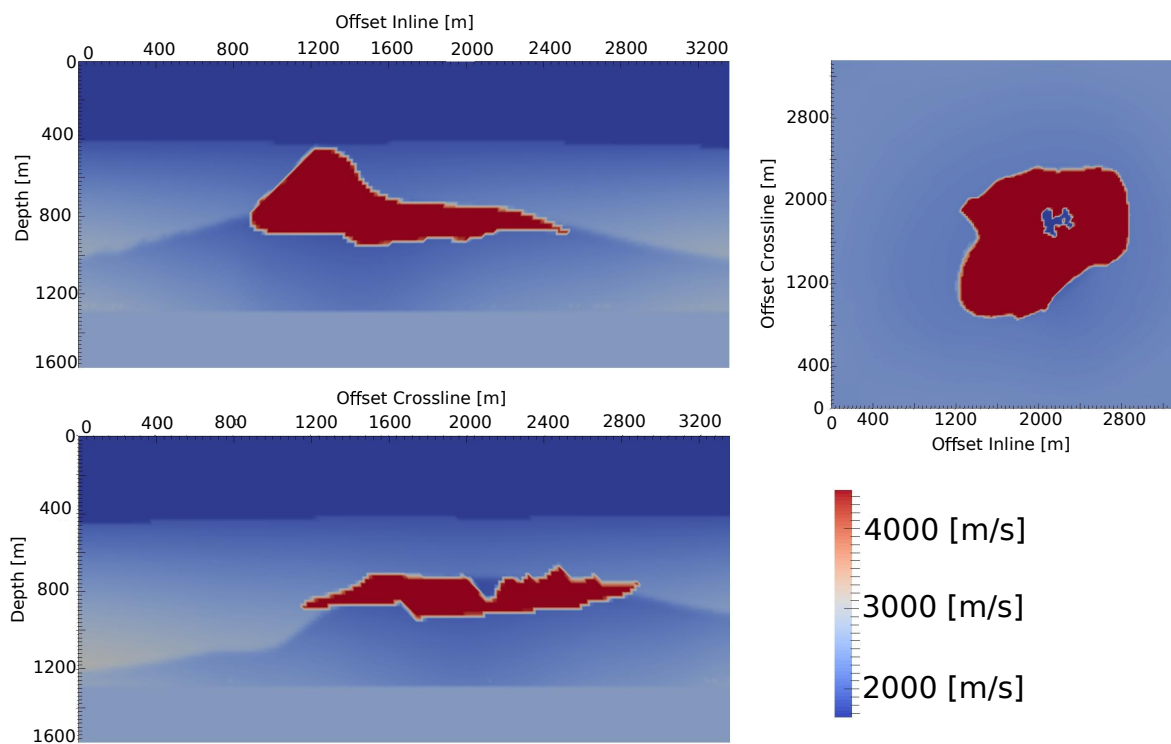 Offset Inline [m]
0 400 800 1200 1600 2000 2400 2800 3200
0
400
800
1200
1600
Depth [m]
Offset Crossline [m]
0 400 800 1200 1600 2000 2400 2800 3200
0
400
800
1200
1600
Depth [m]
2800
2000
1200
400
0
Offset Crossline [m]
0 400 1200 2000 2800
Offset Inline [m]
4000 [m/s]
3000 [m/s]
2000 [m/s]